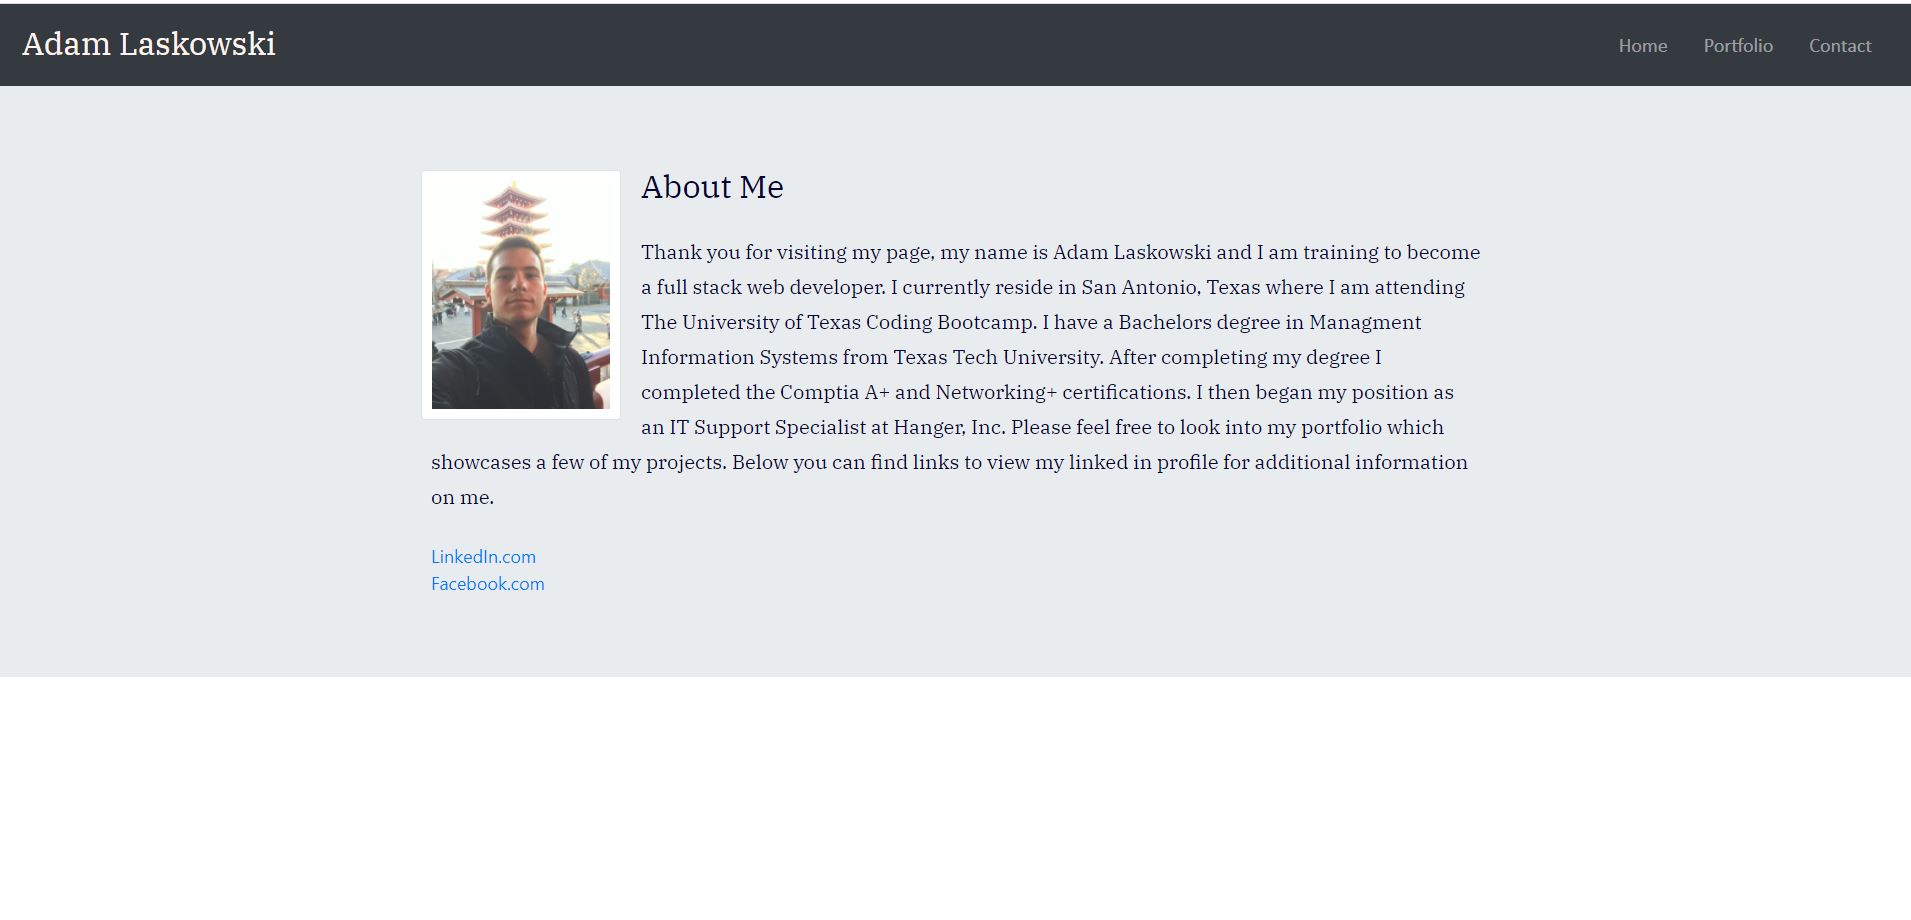 Adam Laskowski
Home Portfolio Contact
About Me
Thank you for visiting my page, my name is Adam Laskowski and I am training to become
a full stack web developer. I currently reside in San Antonio, Texas where I am attending
The University of Texas Coding Bootcamp. I have a Bachelors degree in Managment
Information Systems from Texas Tech University. After completing my degree I
completed the Comptia A+ and Networking+ certifications. I then began my position as
an IT Support Specialist at Hanger, Inc. Please feel free to look into my portfolio which
showcases a few of my projects. Below you can find links to view my linked in profile for additional information
on me.
LinkedIn.com
Facebook.com